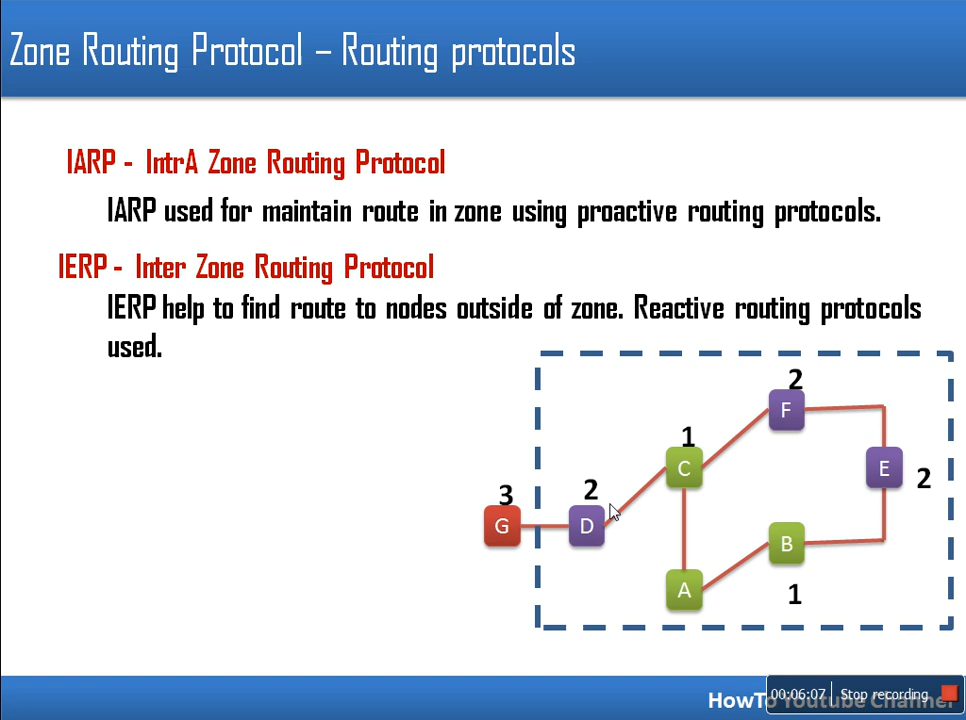 Zone Routing Protocol – Routing protocols
IARP - IntrA Zone Routing Protocol
IARP used for maintain route in zone using proactive routing protocols.
IERP - Inter Zone Routing Protocol
IERP help to find route to nodes outside of zone. Reactive routing protocols
used.
2
F
1
C
E
2
3
2
G
D
B
A
1
HowTo Youtube Channel
00:06:07
Stop recording